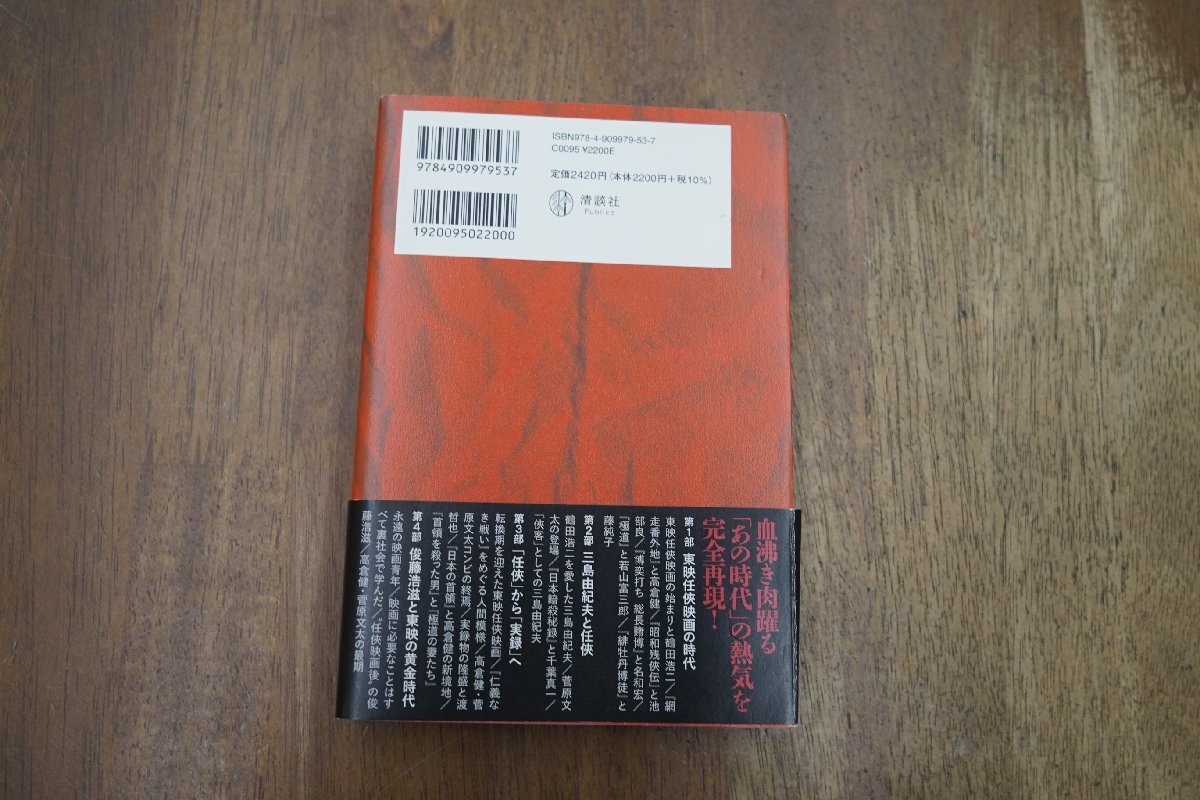 9784909979537
1920095022000
ISBN978-4-909979-53-7
C0095 ¥2200E
定価2420円(本体2200円+税10%)
清談社
Publico
血沸き肉躍る
「あの時代」の熱気を
完全再現!
第1部 東映任俠映画の時代
東映任俠映画の始まりと鶴田浩二/『網
走番外地』と高倉健/『昭和残俠伝』と池
部良/『博奕打ち 総長賭博』と名和宏/
『極道』と若山富三郎/『緋牡丹博徒』と
藤純子
第2部 三島由紀夫と任俠
鶴田浩二を愛した三島由紀夫/菅原文
太の登場/『日本暗殺秘録』と千葉真一/
「俠客」としての三島由紀夫
第3部 「任俠」から「実録」へ
転換期を迎えた東映任俠映画/『仁義な
き戦い』をめぐる人間模様/高倉健・菅
原文太コンビの終焉/実録物の隆盛と渡
哲也/『日本の首領』と高倉健の新境地/
『首領を殺った男』と『極道の妻たち』
第4部 俊藤浩滋と東映の黄金時代
永遠の映画青年/映画に必要なことはす
べて裏社会で学んだ/"任俠映画後"の俊
藤浩滋/高倉健・菅原文太の最期